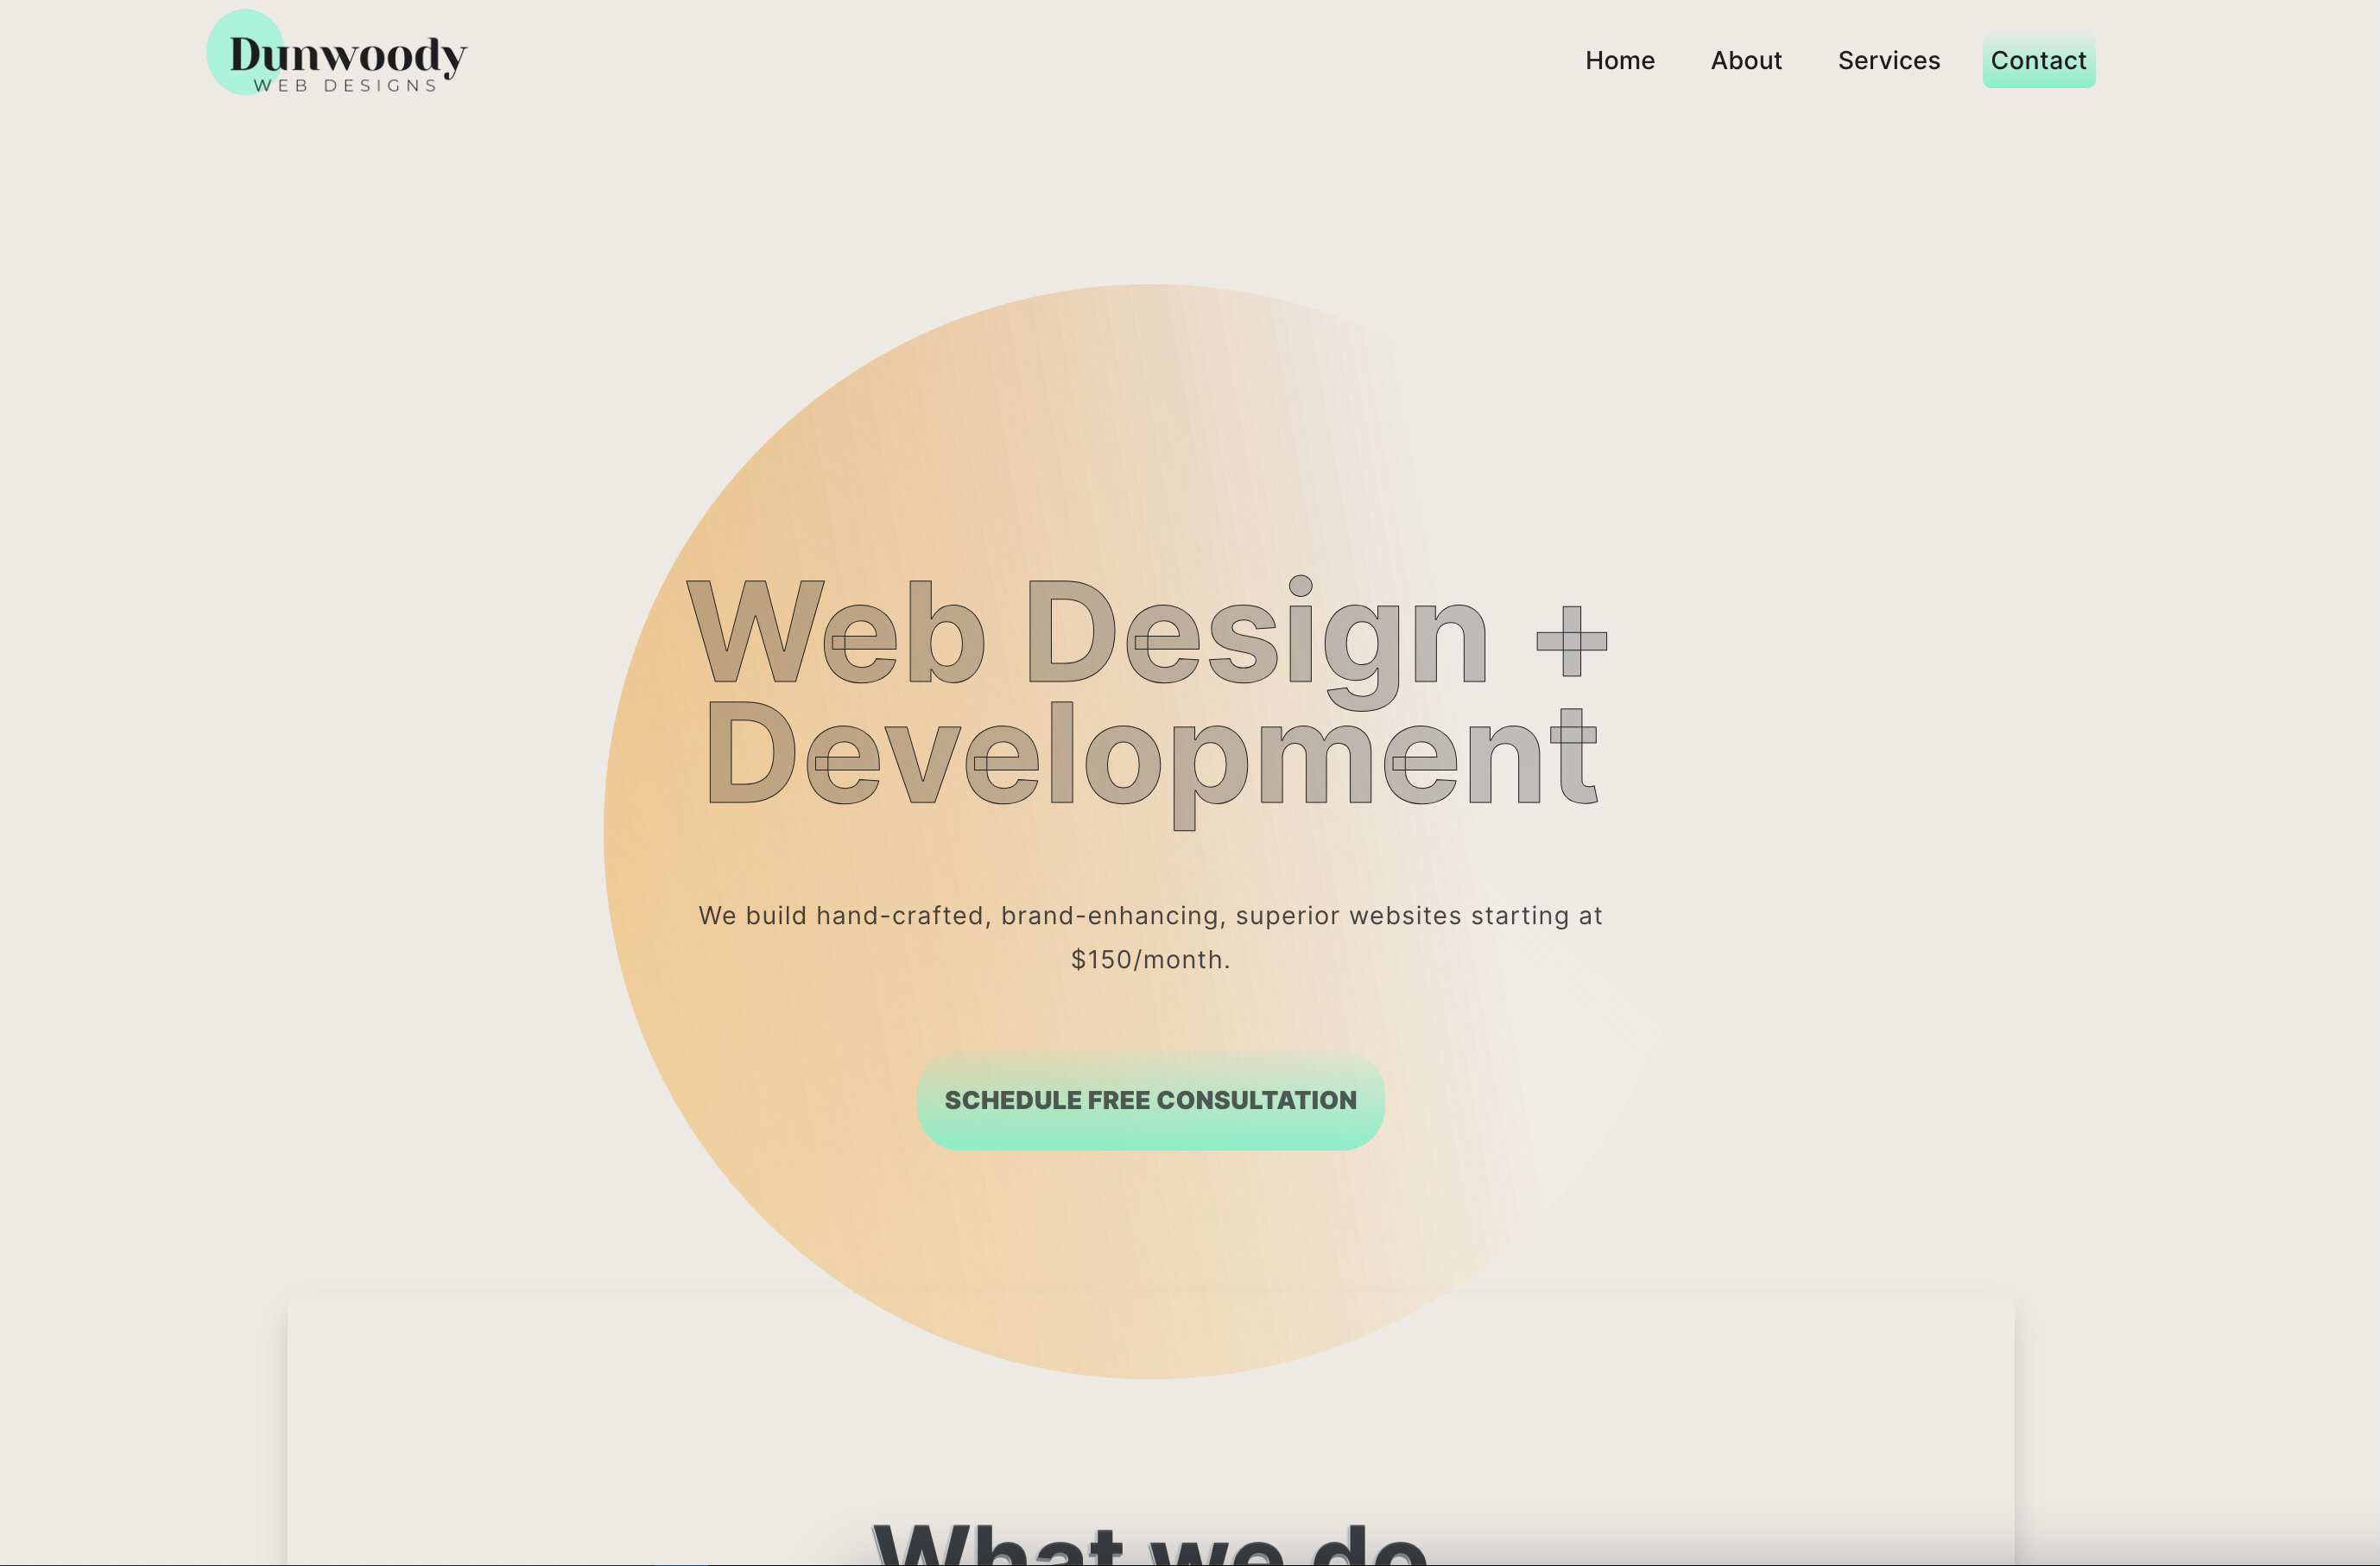 Dunwoody
WEB DESIGNS
Home About Services Contact
Web Design +
Development
We build hand-crafted, brand-enhancing, superior websites starting at
$150/month.
SCHEDULE FREE CONSULTATION
What we do